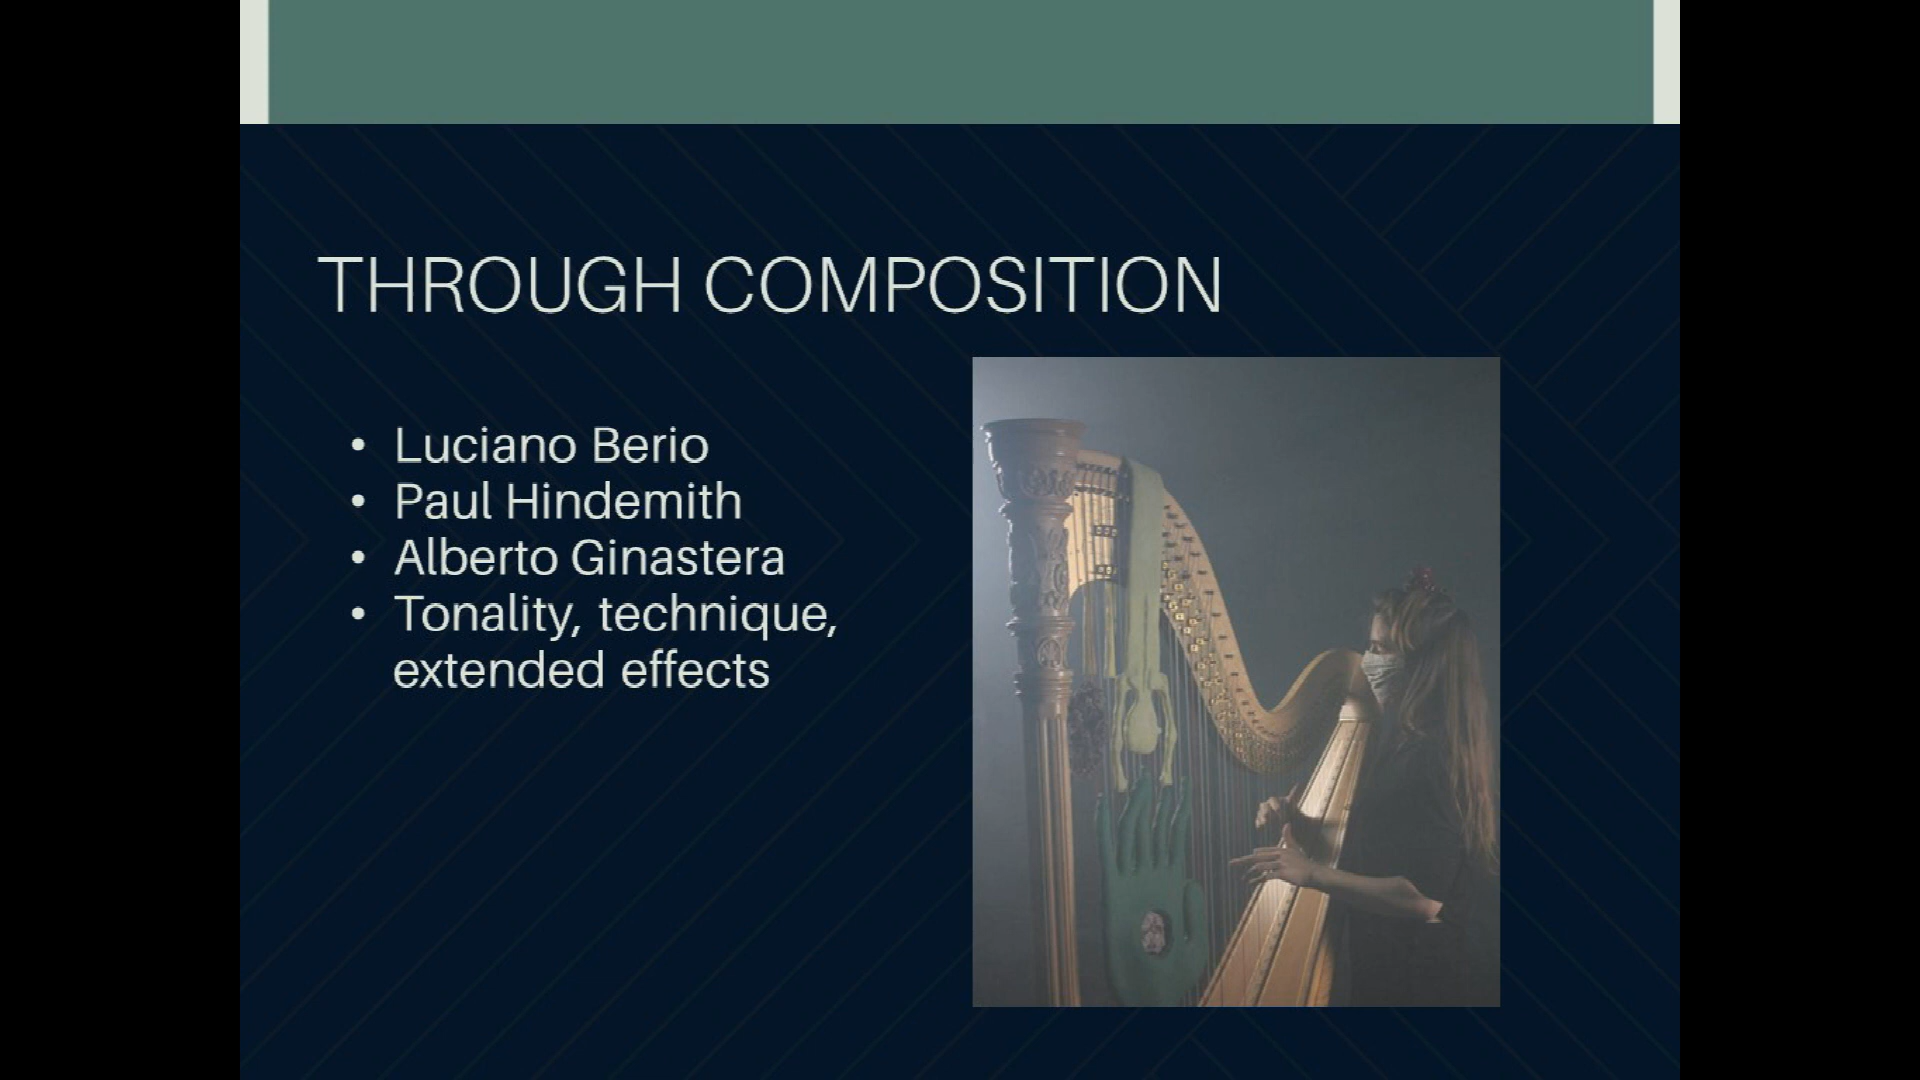 THROUGH COMPOSITION
• Luciano Berio
• Paul Hindemith
• Alberto Ginastera
• Tonality, technique,
extended effects